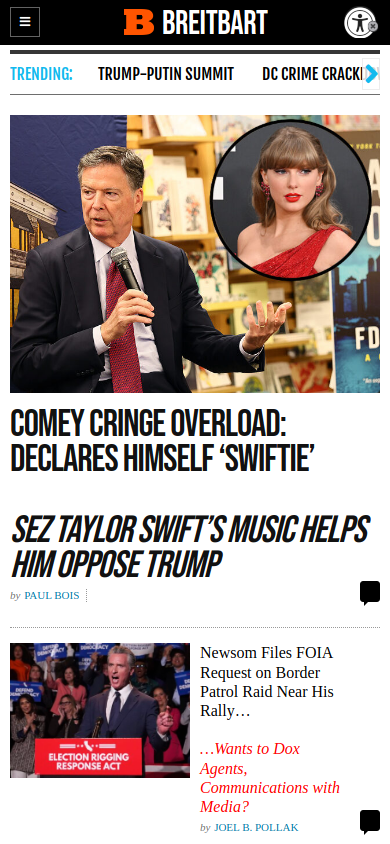 BREITBART
TRENDING:
TRUMP-PUTIN SUMMIT
DC CRIME
COMEY CRINGE OVERLOAD:
DECLARES HIMSELF ‘SWIFTIE’
SEZ TAYLOR SWIFT’S MUSIC HELPS
HIM OPPOSE TRUMP
by PAUL BOIS
Newsom Files FOIA
Request on Border
Patrol Raid Near His
Rally…
…Wants to Dox
Agents,
Communications with
Media?
by JOEL B. POLLAK
FD
DEFEND
DEMOCRACY
ELECTION RIGGING
RESPONSE ACT